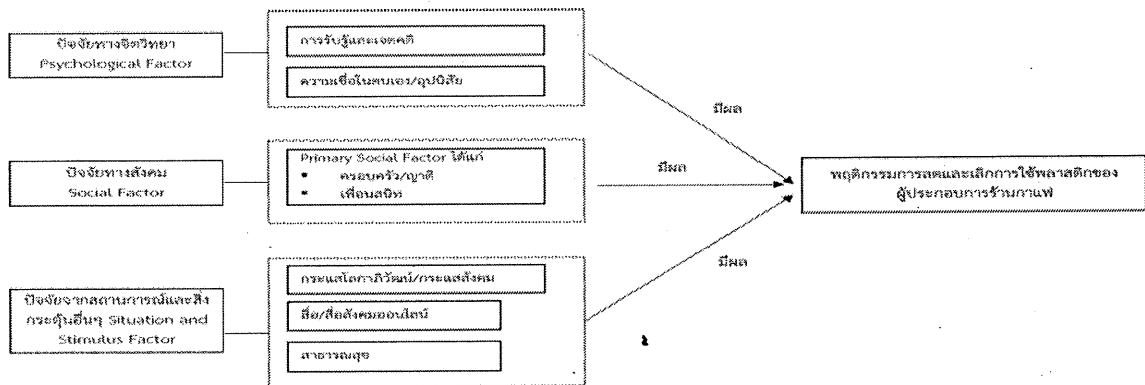 ปัจจัยทางจิตวิทยา
Psychological Factor
การรับรู้และเจตคติ
ความเชื่อในตนเอง/อุปนิสัย
มีผล
ปัจจัยทางสังคม
Social Factor
Primary Social Factor ได้แก่
• ครอบครัว/ญาติ
• เพื่อนสนิท
มีผล
พฤติกรรมการลดและเลิกการใช้พลาสติกของ
ผู้ประกอบการร้านกาแฟ
ปัจจัยจากสถานการณ์และสิ่ง
กระตุ้นอื่นๆ Situation and
Stimulus Factor
กระแสโลกาภิวัฒน์/กระแสสังคม
สื่อ/สื่อสังคมออนไลน์
สาธารณสุข
มีผล